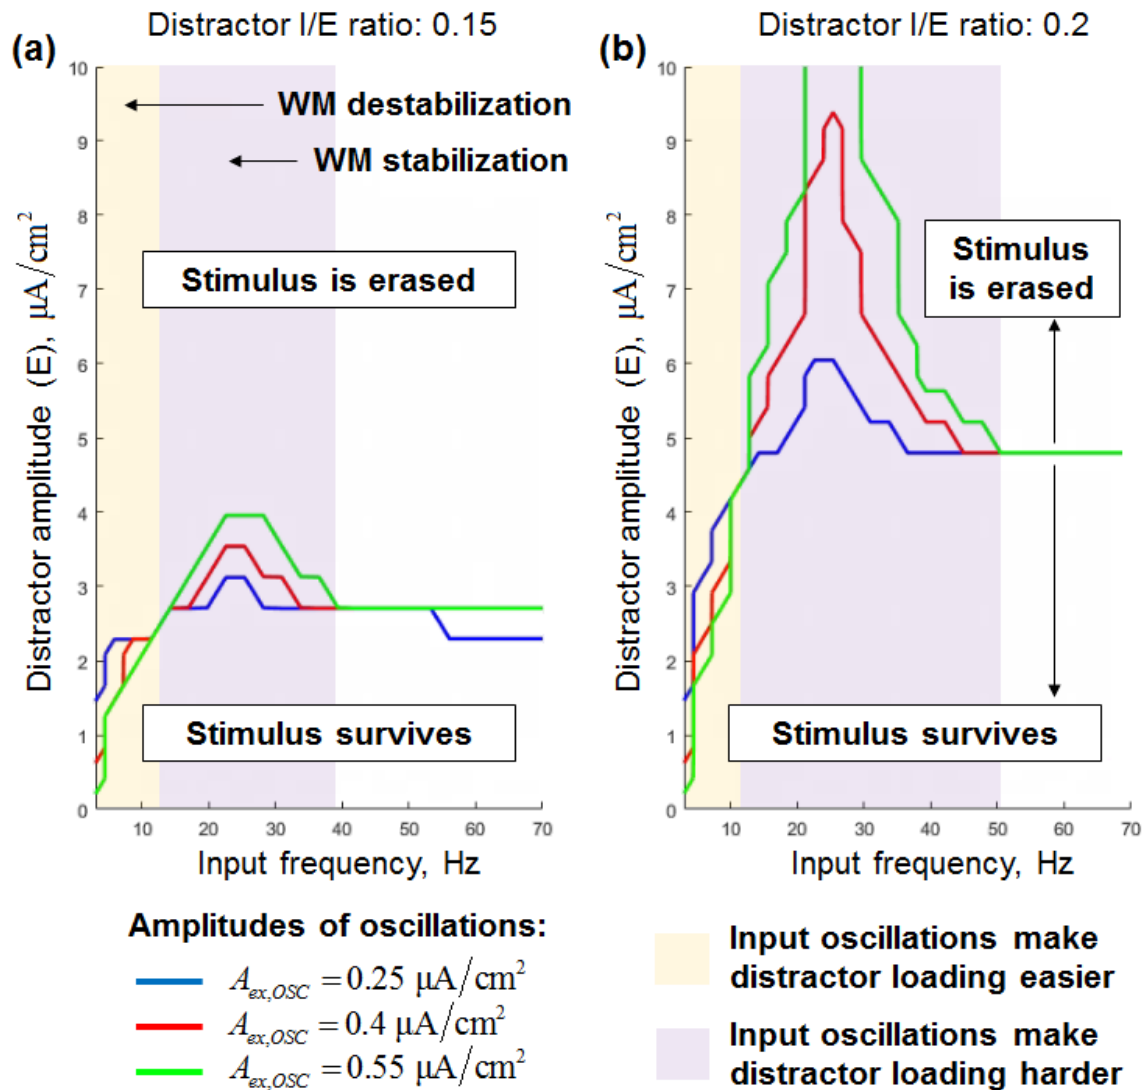 Distractor I/E ratio: 0.15
(a)
10
9
8
7
6
5
4
3
2
1
0
Distractor amplitude (E), μA/cm²
WM destabilization
WM stabilization
Stimulus is erased
Stimulus survives
10 20 30 40 50 60 70
Input frequency, Hz
Distractor I/E ratio: 0.2
(b)
10
9
8
7
6
5
4
3
2
1
0
Distractor amplitude (E), μA/cm²
Stimulus
is erased
Stimulus survives
10 20 30 40 50 60 70
Input frequency, Hz
Amplitudes of oscillations:
A_ex,OSC = 0.25 μA/cm²
A_ex,OSC = 0.4 μA/cm²
A_ex,OSC = 0.55 μA/cm²
Input oscillations make
distractor loading easier
Input oscillations make
distractor loading harder